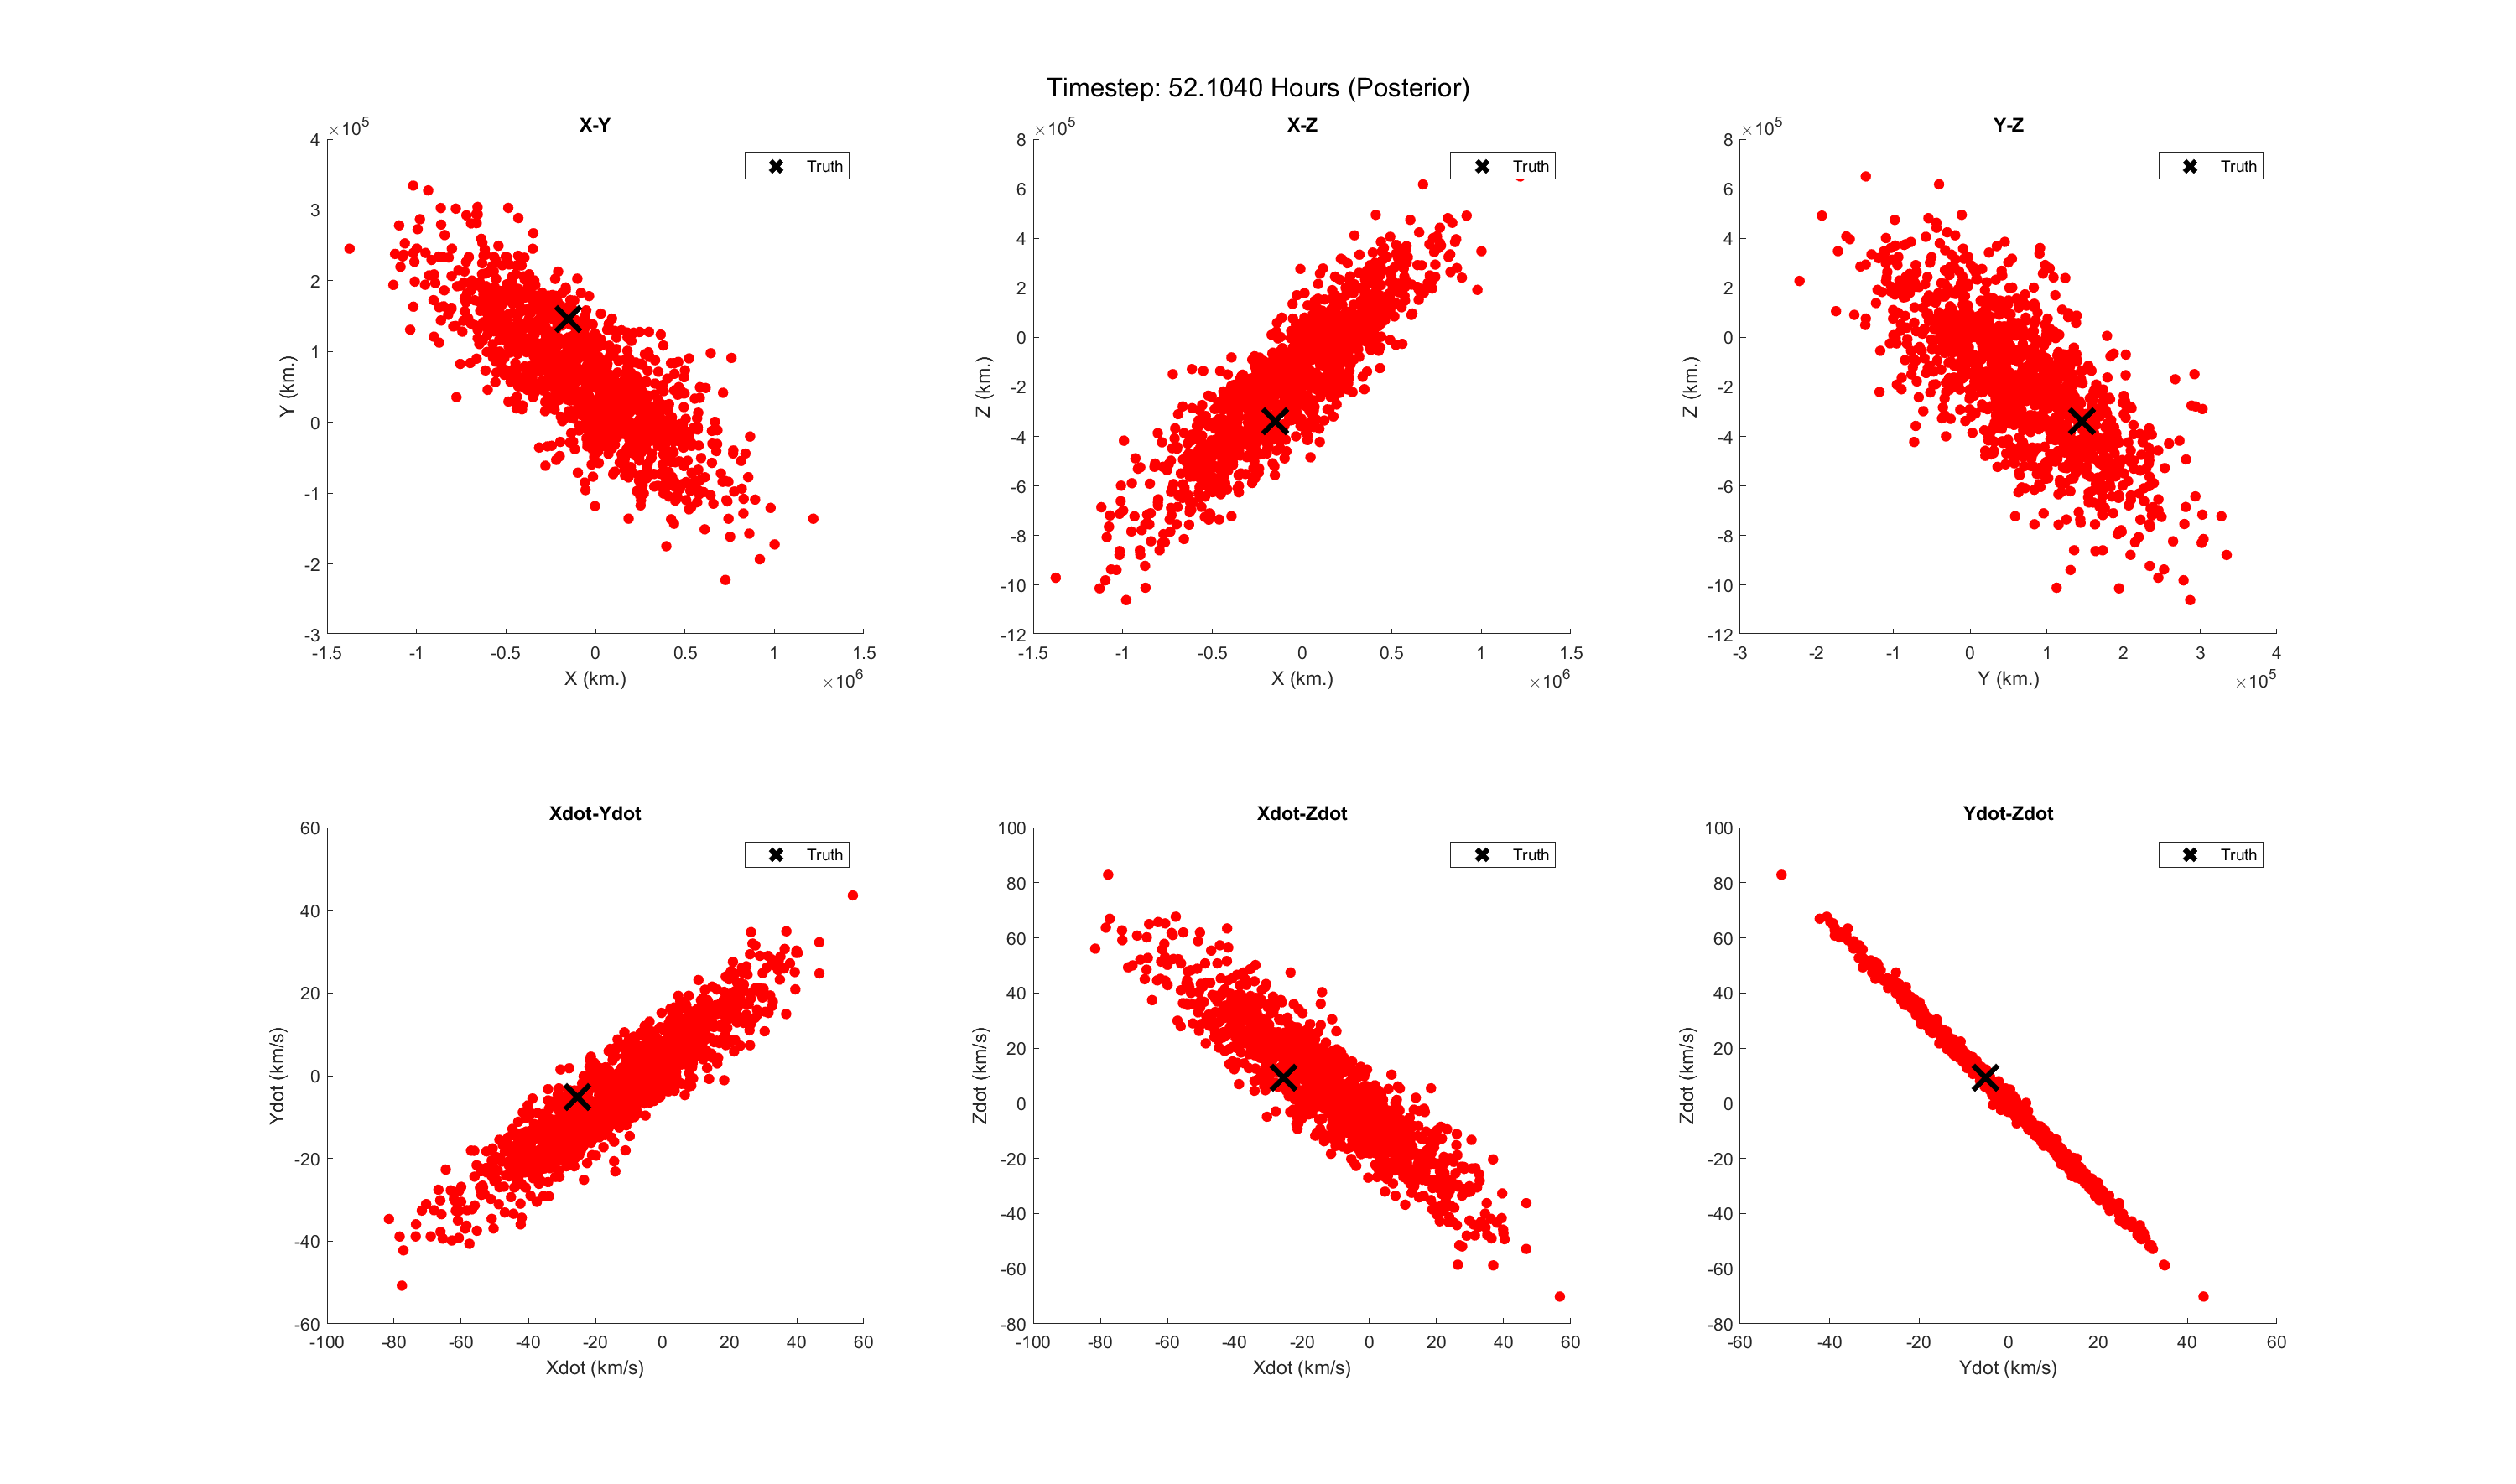 Timestep: 52.1040 Hours (Posterior)
X-Y
×10^5
Truth
4
3
2
1
0
-1
-2
-3
Y (km.)
-1.5 -1 -0.5 0 0.5 1 1.5
X (km.)
×10^6
X-Z
×10^5
Truth
8
6
4
2
0
-2
-4
-6
-8
-10
-12
Z (km.)
-1.5 -1 -0.5 0 0.5 1 1.5
X (km.)
×10^6
Y-Z
×10^5
Truth
8
6
4
2
0
-2
-4
-6
-8
-10
-12
Z (km.)
-3 -2 -1 0 1 2 3 4
Y (km.)
×10^5
Xdot-Ydot
Truth
60
40
20
0
-20
-40
-60
Ydot (km/s)
-100 -80 -60 -40 -20 0 20 40 60
Xdot (km/s)
Xdot-Zdot
Truth
100
80
60
40
20
0
-20
-40
-60
-80
Zdot (km/s)
-100 -80 -60 -40 -20 0 20 40 60
Xdot (km/s)
Ydot-Zdot
Truth
100
80
60
40
20
0
-20
-40
-60
-80
Zdot (km/s)
-60 -40 -20 0 20 40 60
Ydot (km/s)